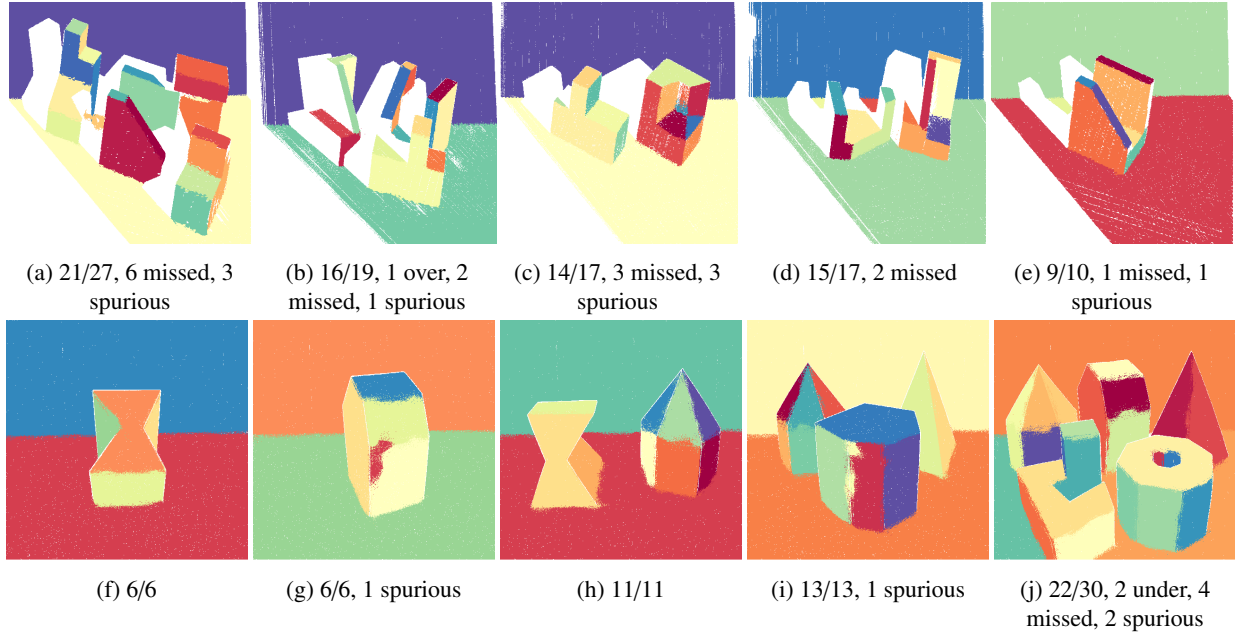 (a) 21/27, 6 missed, 3
spurious
(b) 16/19, 1 over, 2
missed, 1 spurious
(c) 14/17, 3 missed, 3
spurious
(d) 15/17, 2 missed
(e) 9/10, 1 missed, 1
spurious
(f) 6/6
(g) 6/6, 1 spurious
(h) 11/11
(i) 13/13, 1 spurious
(j) 22/30, 2 under, 4
missed, 2 spurious